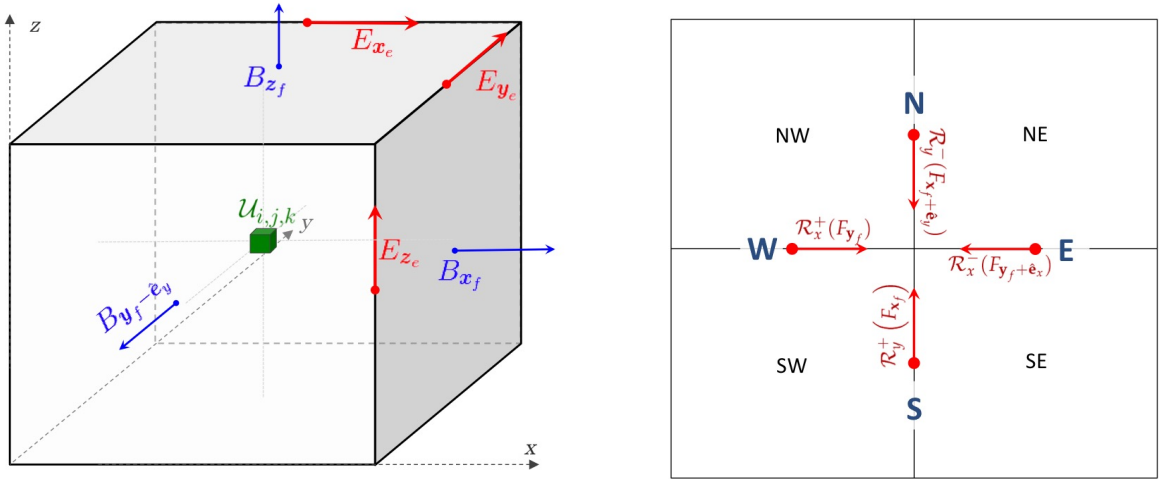 z
E_{x_e}
B_{z_f}
E_{y_e}
𝒰_{i,j,k}
y
E_{z_e}
B_{x_f}
B_{y_f-ê_y}
x
N
NW
NE
ℛ_y^-(F_{x_f+ê_y})
ℛ_x^+(F_{y_f})
W
E
ℛ_x^-(F_{y_f+ê_x})
ℛ_y^+(F_{x_f})
SW
SE
S